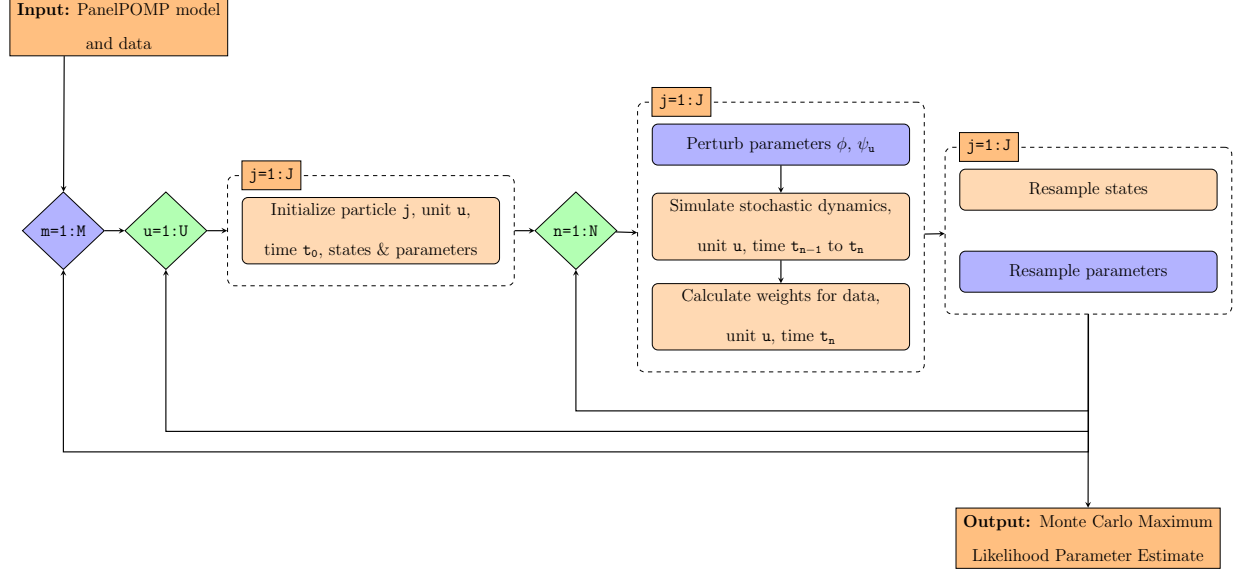 Input: PanelPOMP model
and data
m=1:M
u=1:U
j=1:J
Initialize particle j, unit u,
time t₀, states & parameters
n=1:N
j=1:J
Perturb parameters ϕ, ψᵤ
Simulate stochastic dynamics,
unit u, time tₙ₋₁ to tₙ
Calculate weights for data,
unit u, time tₙ
j=1:J
Resample states
Resample parameters
Output: Monte Carlo Maximum
Likelihood Parameter Estimate